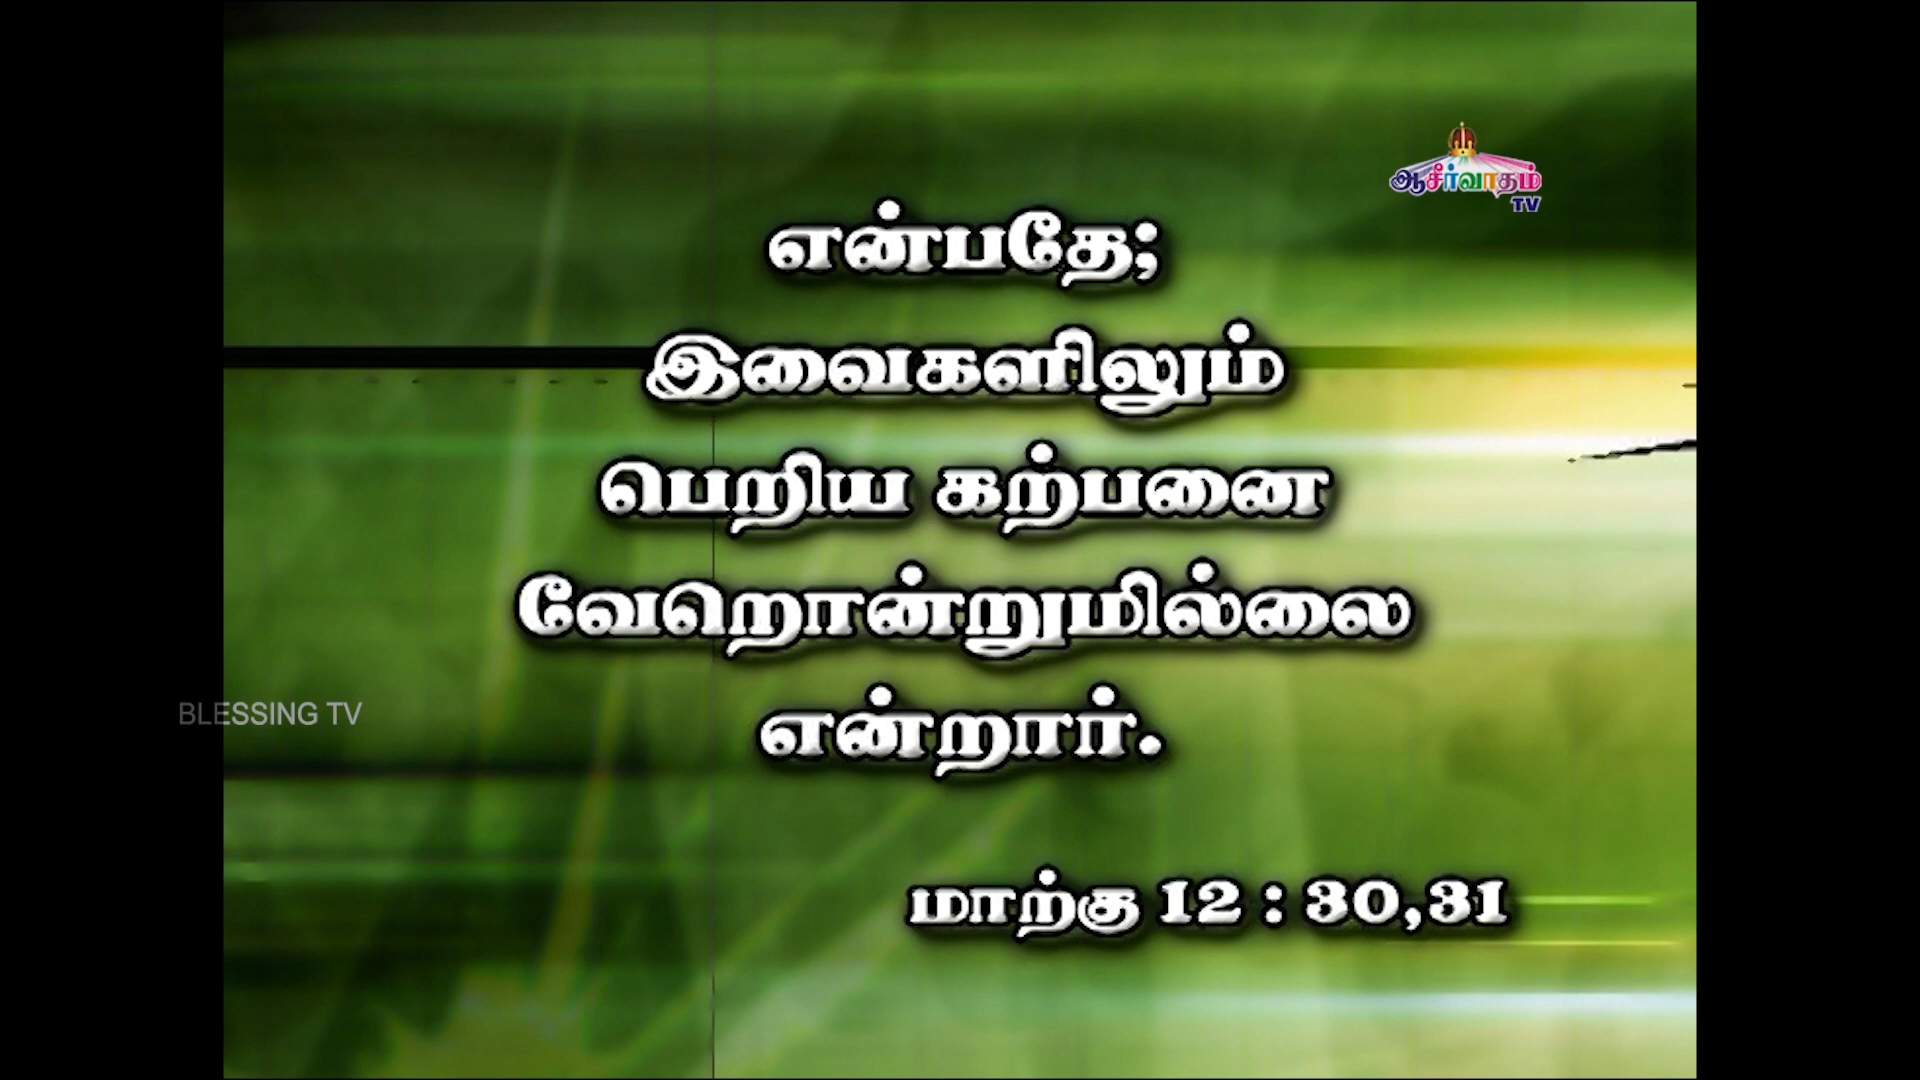 ஆசீர்வாதம்
TV
என்பதே;
இவைகளிலும்
பெறிய கற்பனை
வேறொன்றுமில்லை
என்றார்.
BLESSING TV
மாற்கு 12 : 30,31